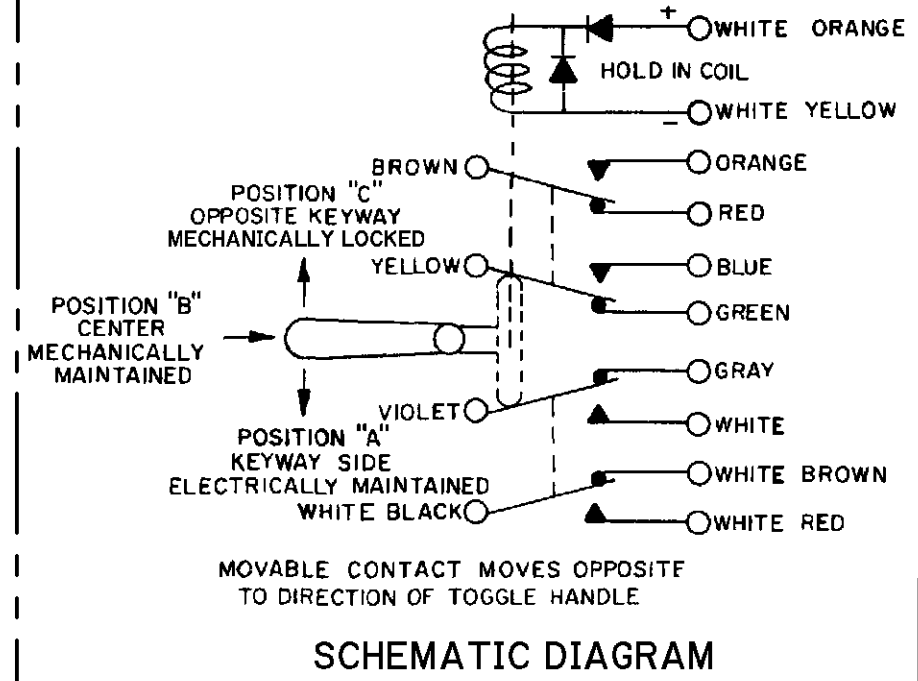 +
WHITE ORANGE
HOLD IN COIL
−
WHITE YELLOW
BROWN
ORANGE
RED
POSITION "C"
OPPOSITE KEYWAY
MECHANICALLY LOCKED
YELLOW
BLUE
GREEN
POSITION "B"
CENTER
MECHANICALLY
MAINTAINED
GRAY
VIOLET
WHITE
POSITION "A"
KEYWAY SIDE
ELECTRICALLY MAINTAINED
WHITE BLACK
WHITE BROWN
WHITE RED
MOVABLE CONTACT MOVES OPPOSITE
TO DIRECTION OF TOGGLE HANDLE
SCHEMATIC DIAGRAM